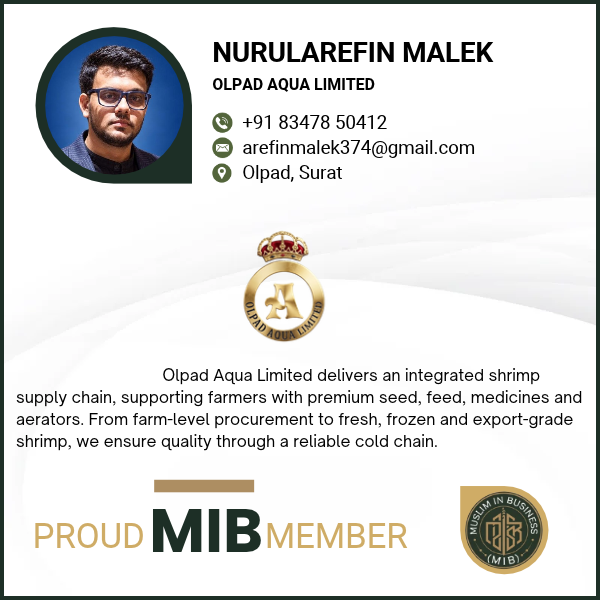 NURULAREFIN MALEK
OLPAD AQUA LIMITED
+91 83478 50412
arefinmalek374@gmail.com
Olpad, Surat
A
OLPAD AQUA LIMITED
Olpad Aqua Limited delivers an integrated shrimp
supply chain, supporting farmers with premium seed, feed, medicines and
aerators. From farm-level procurement to fresh, frozen and export-grade
shrimp, we ensure quality through a reliable cold chain.
PROUD MIB MEMBER
MUSLIM IN BUSINESS
(MIB)